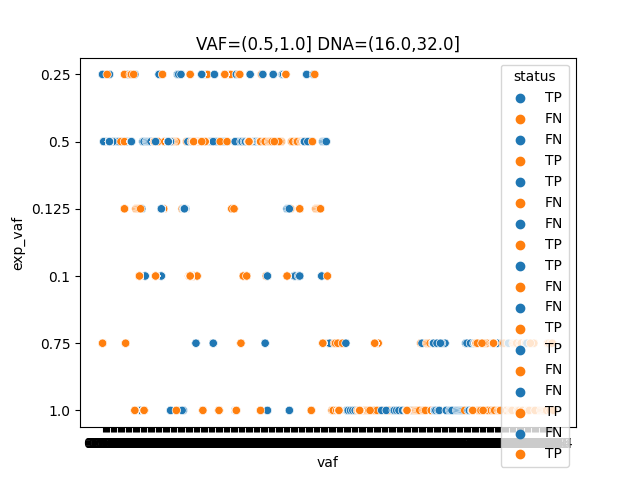 VAF=(0.5,1.0] DNA=(16.0,32.0]
exp_vaf
0.25
0.5
0.125
0.1
0.75
1.0
vaf
status
TP
FN
FN
TP
TP
FN
FN
TP
TP
FN
FN
TP
TP
FN
FN
TP
FN
TP